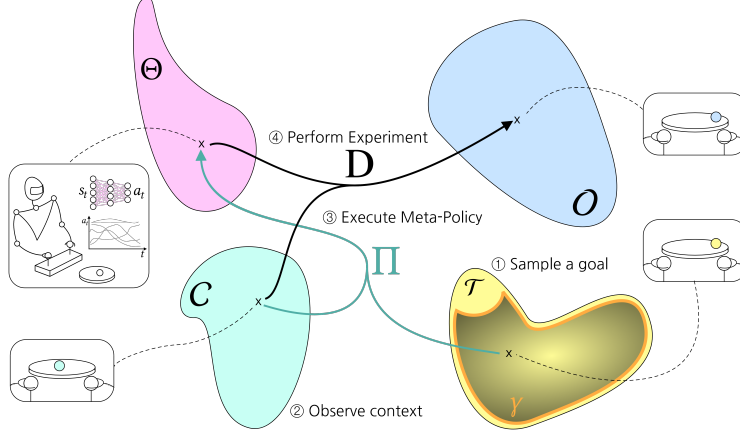 Θ
④ Perform Experiment
D
x
x
O
s_t a_t
a_t
t
③ Execute Meta-Policy
Π
① Sample a goal
C
x
T
x
γ
② Observe context